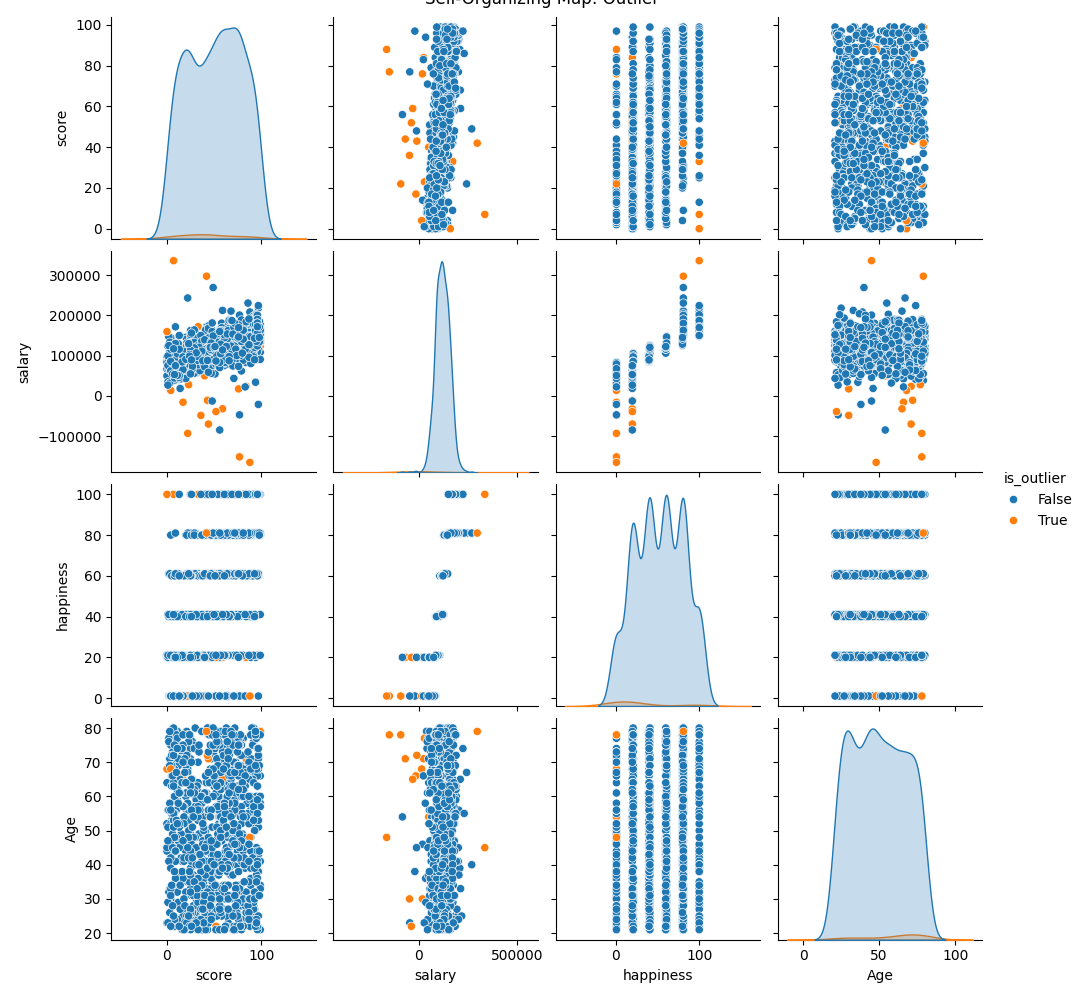 Self-Organizing Map: Outlier
100
80
60
40
20
0
score
300000
200000
100000
0
−100000
salary
is_outlier
False
True
100
80
60
40
20
0
happiness
80
70
60
50
40
30
20
Age
0 100 0 500000 0 100 0 50 100
score salary happiness Age